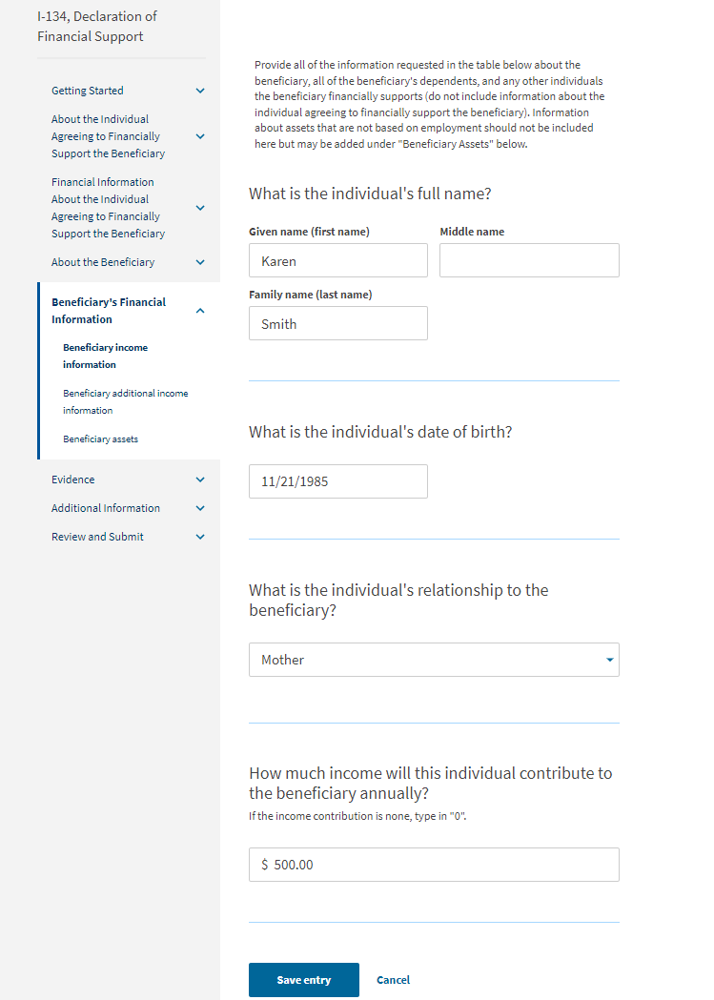 I-134, Declaration of
Financial Support
Getting Started
About the Individual
Agreeing to Financially
Support the Beneficiary
Financial Information
About the Individual
Agreeing to Financially
Support the Beneficiary
About the Beneficiary
Beneficiary's Financial
Information
Beneficiary income
information
Beneficiary additional income
information
Beneficiary assets
Evidence
Additional Information
Review and Submit
Provide all of the information requested in the table below about the
beneficiary, all of the beneficiary's dependents, and any other individuals
the beneficiary financially supports (do not include information about the
individual agreeing to financially support the beneficiary). Information
about assets that are not based on employment should not be included
here but may be added under "Beneficiary Assets" below.
What is the individual's full name?
Given name (first name) Middle name
Karen
Family name (last name)
Smith
What is the individual's date of birth?
11/21/1985
What is the individual's relationship to the
beneficiary?
Mother
How much income will this individual contribute to
the beneficiary annually?
If the income contribution is none, type in "0".
$ 500.00
Save entry Cancel